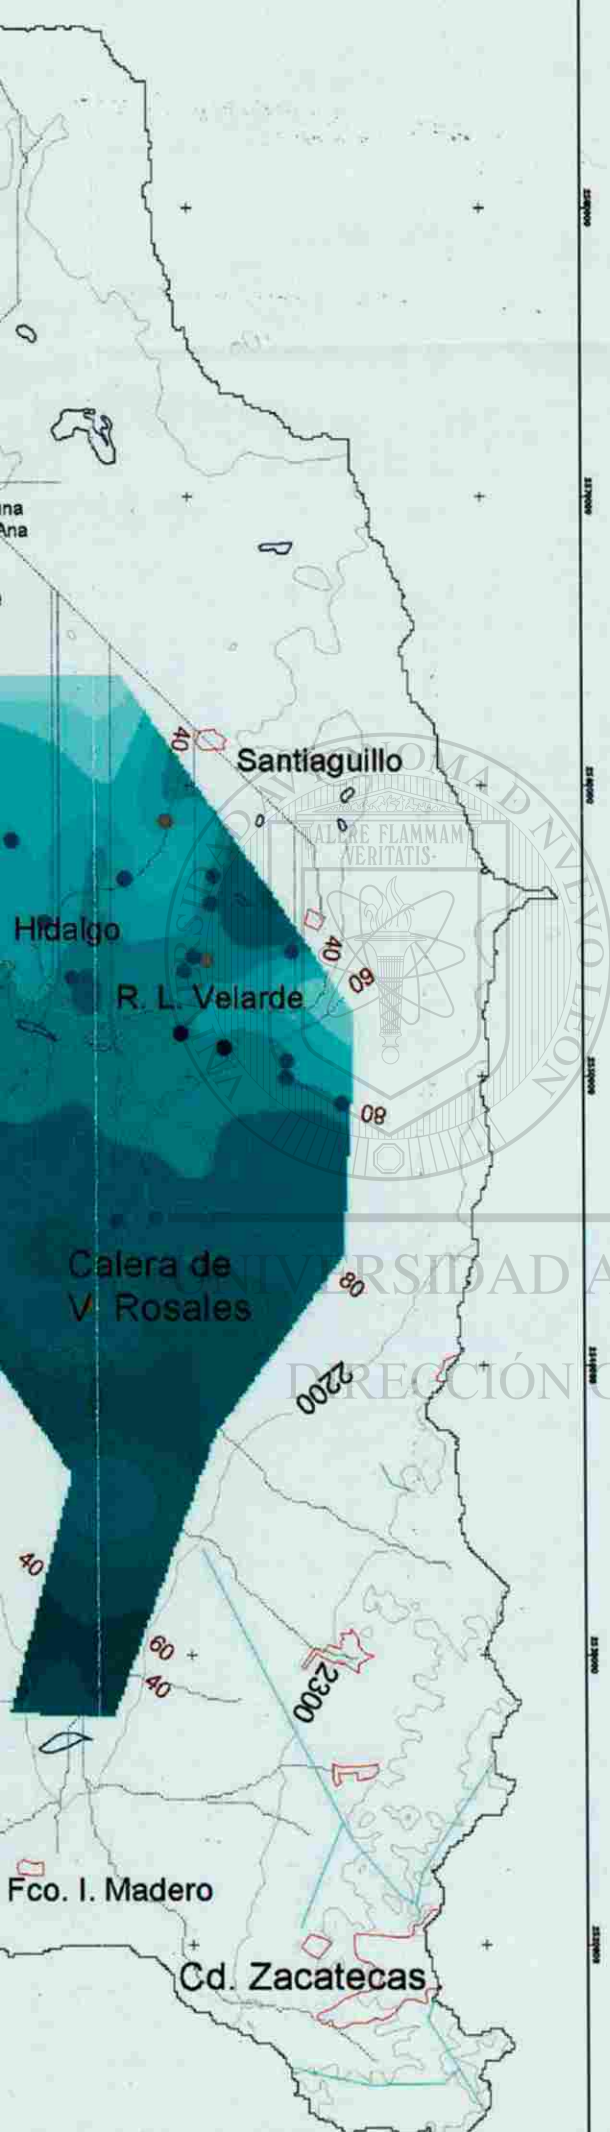 una
Ana
40
Santiaguillo
ALERE FLAMMAM
VERITATIS
Hidalgo
40
60
R. L. Velarde
80
Calera de
V. Rosales
UNIVERSIDAD A
80
2200
DIRECCIÓN
40
60
40
2300
Fco. I. Madero
Cd. Zacatecas